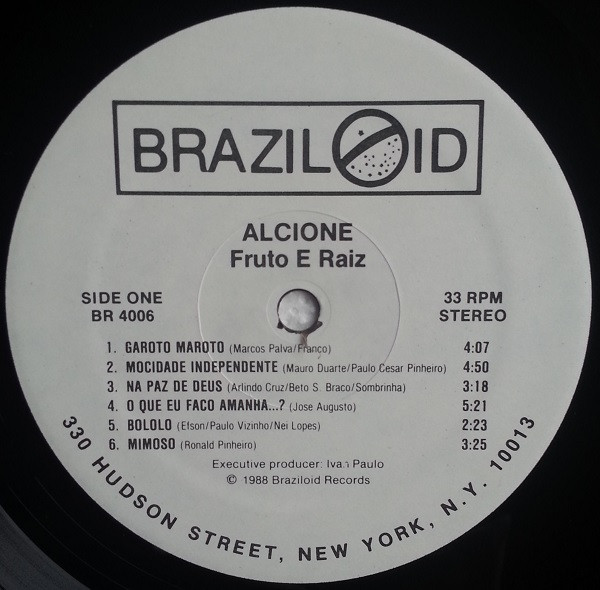 BRAZILOID
ALCIONE
Fruto E Raiz
SIDE ONE
BR 4006
33 RPM
STEREO
1. GAROTO MAROTO (Marcos Palva/Franco) 4:07
2. MOCIDADE INDEPENDENTE (Mauro Duarte/Paulo Cesar Pinheiro) 4:50
3. NA PAZ DE DEUS (Arlindo Cruz/Beto S. Braco/Sombrinha) 3:18
4. O QUE EU FACO AMANHA...? (Jose Augusto) 5:21
5. BOLOLO (Efson/Paulo Vizinho/Nei Lopes) 2:23
6. MIMOSO (Ronald Pinheiro) 3:25
Executive producer: Ivan Paulo
© 1988 Braziloid Records
330 HUDSON STREET, NEW YORK, N.Y. 10013